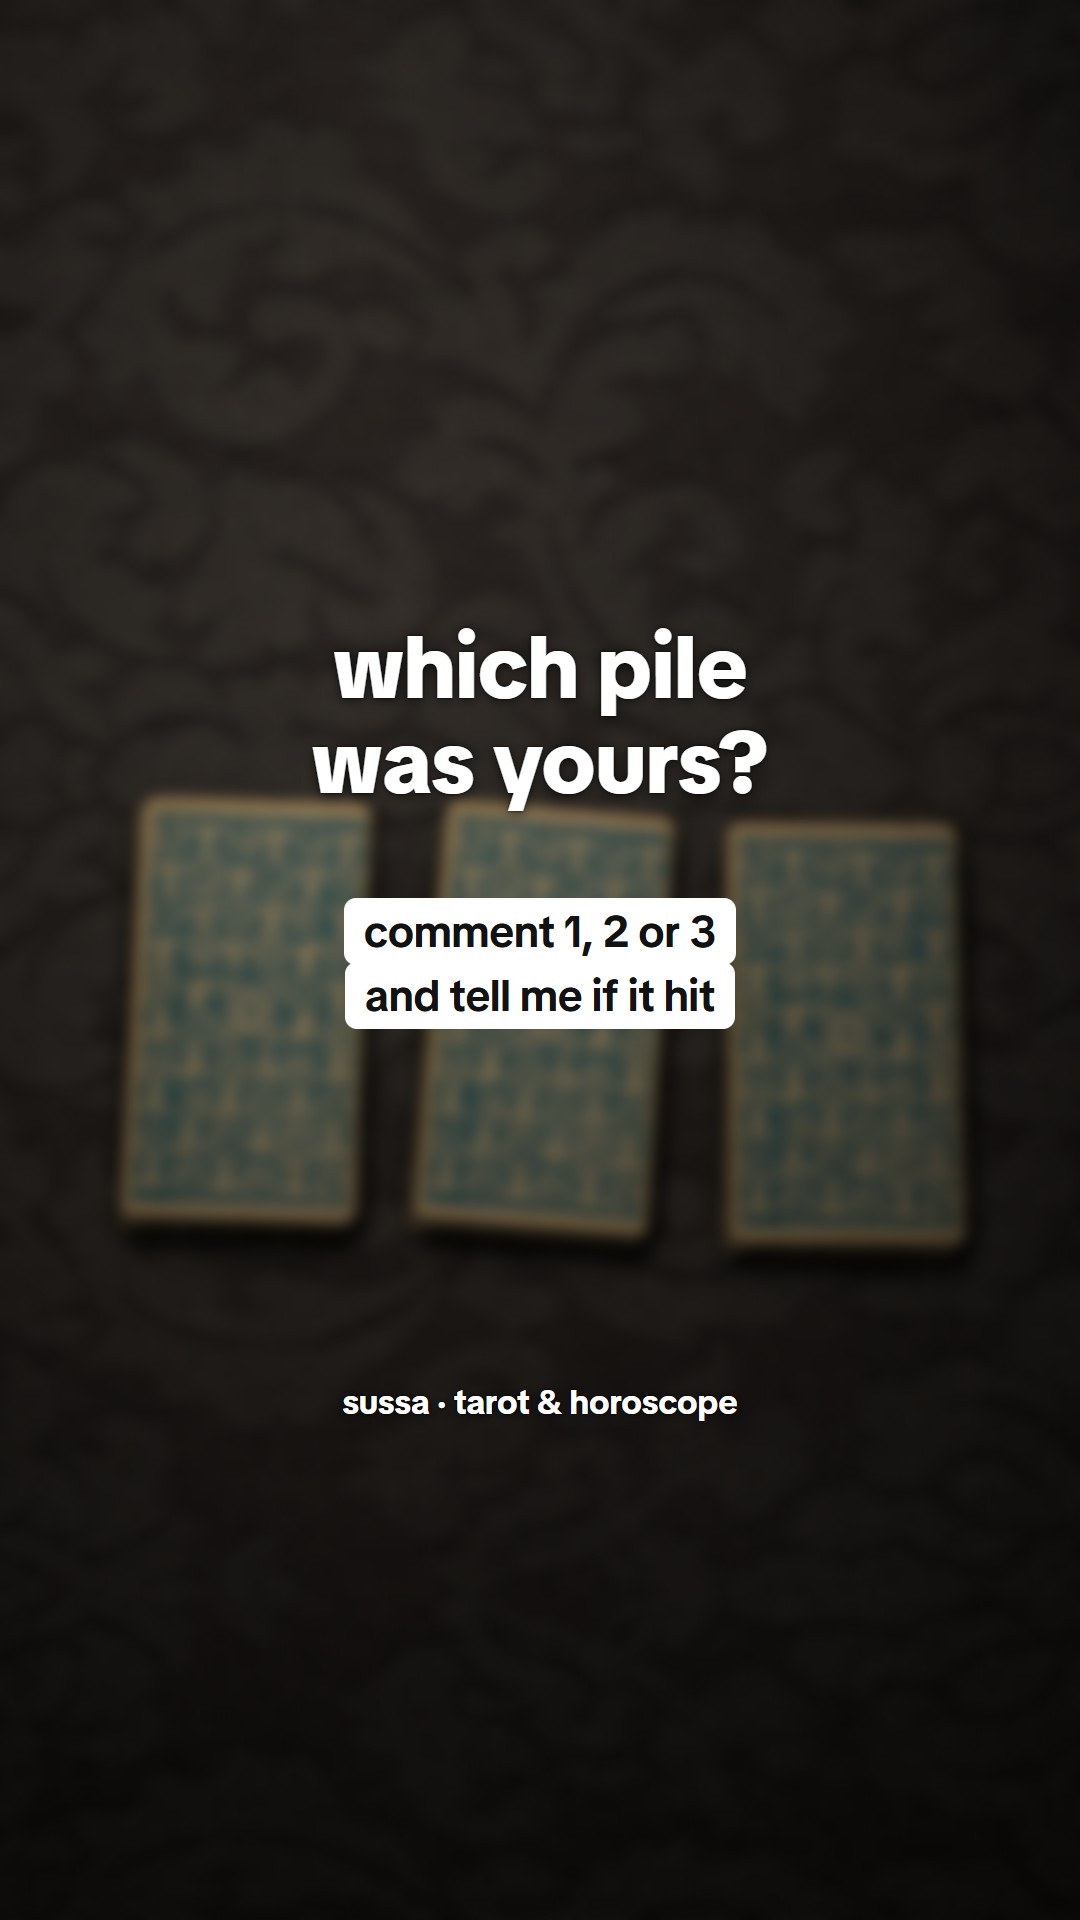 which pile
was yours?
comment 1, 2 or 3
and tell me if it hit
sussa · tarot & horoscope